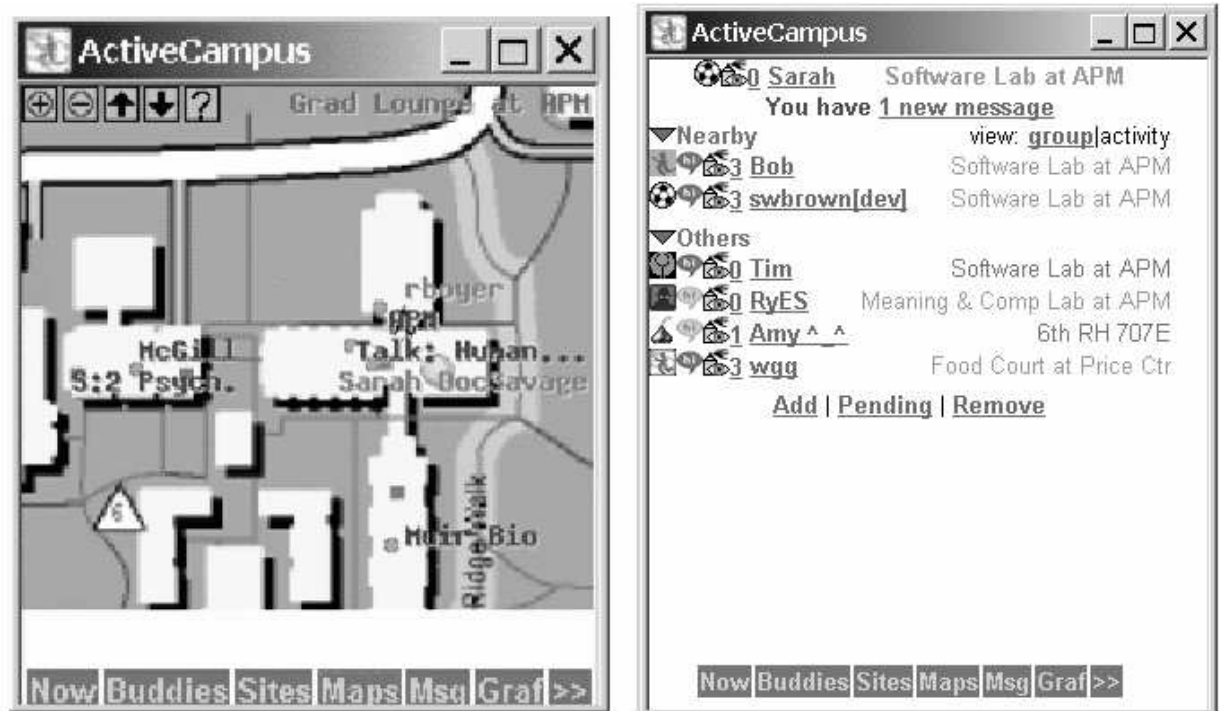 ActiveCampus
? Grad Lounge at APM
rboyer
McGill
Talk: Human...
5:2 Psych.
Sarah Docsavage
Muir Bio
Ridge Walk
Now Buddies Sites Maps Msg Graf >>
ActiveCampus
0 Sarah Software Lab at APM
You have 1 new message
Nearby view: group|activity
3 Bob Software Lab at APM
3 swbrown[dev] Software Lab at APM
Others
0 Tim Software Lab at APM
0 RyES Meaning & Comp Lab at APM
1 Amy ^_^ 6th RH 707E
3 wgg Food Court at Price Ctr
Add | Pending | Remove
Now Buddies Sites Maps Msg Graf >>